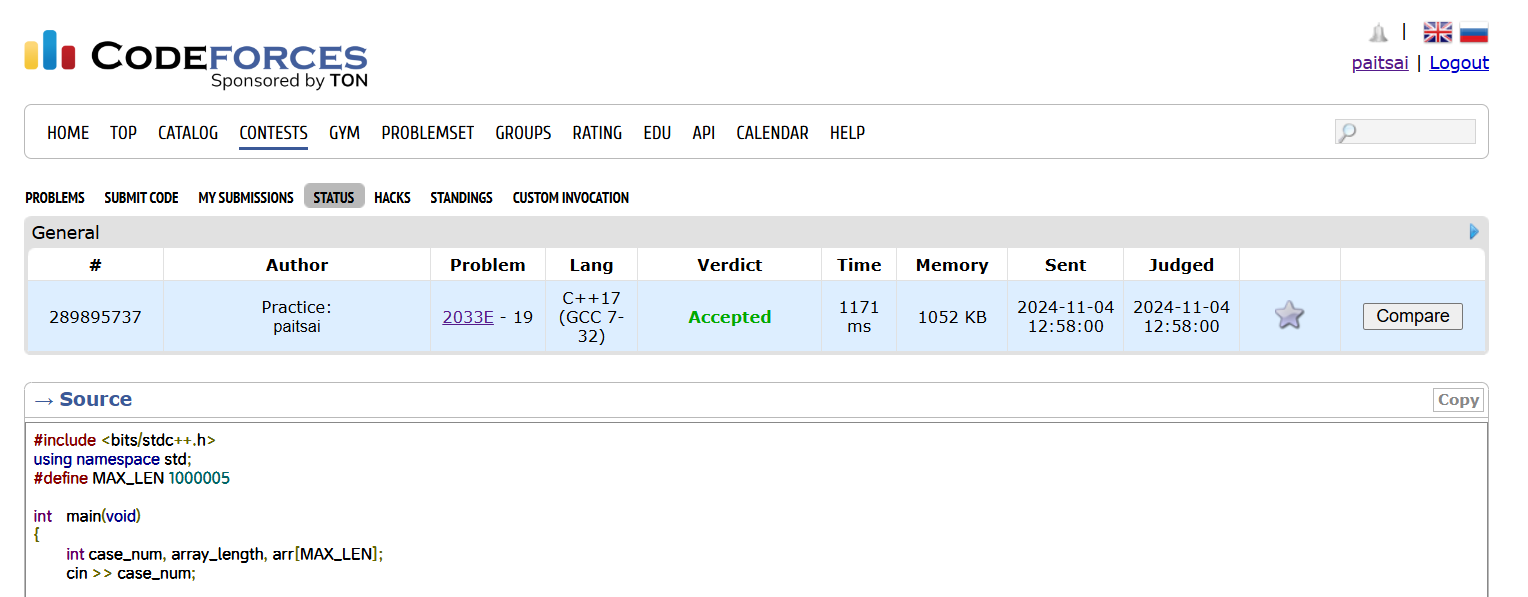 CODEFORCES
Sponsored by TON
paitsai | Logout
HOME TOP CATALOG CONTESTS GYM PROBLEMSET GROUPS RATING EDU API CALENDAR HELP
PROBLEMS SUBMIT CODE MY SUBMISSIONS STATUS HACKS STANDINGS CUSTOM INVOCATION
General
# Author Problem Lang Verdict Time Memory Sent Judged
289895737 Practice: paitsai 2033E - 19 C++17 (GCC 7-32) Accepted 1171 ms 1052 KB 2024-11-04 12:58:00 2024-11-04 12:58:00 Compare
→ Source Copy
#include <bits/stdc++.h>
using namespace std;
#define MAX_LEN 1000005
int main(void)
{
int case_num, array_length, arr[MAX_LEN];
cin >> case_num;